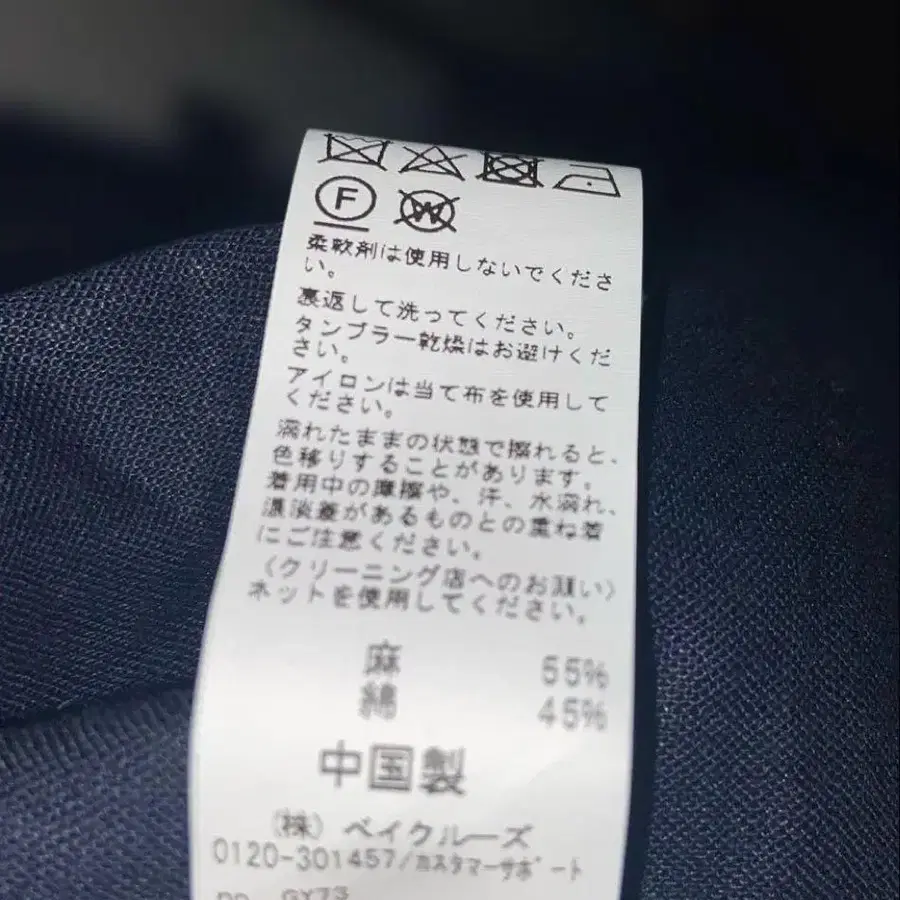 F W
柔軟剤は使用しないでくださ
い。
裏返して洗ってください。
タンブラー乾燥はお避けくだ
さい。
アイロンは当て布を使用して
ください。
濡れたままの状態で擦れると、
色移りすることがあります。
着用中の摩擦や、汗、水濡れ、
濃淡差があるものとの重ね着
にご注意ください。
(クリーニング店へのお願い)
ネットを使用してください。
麻 55%
綿 45%
中国製
(株) ベイクルーズ
0120-301457/カスタマーサポート